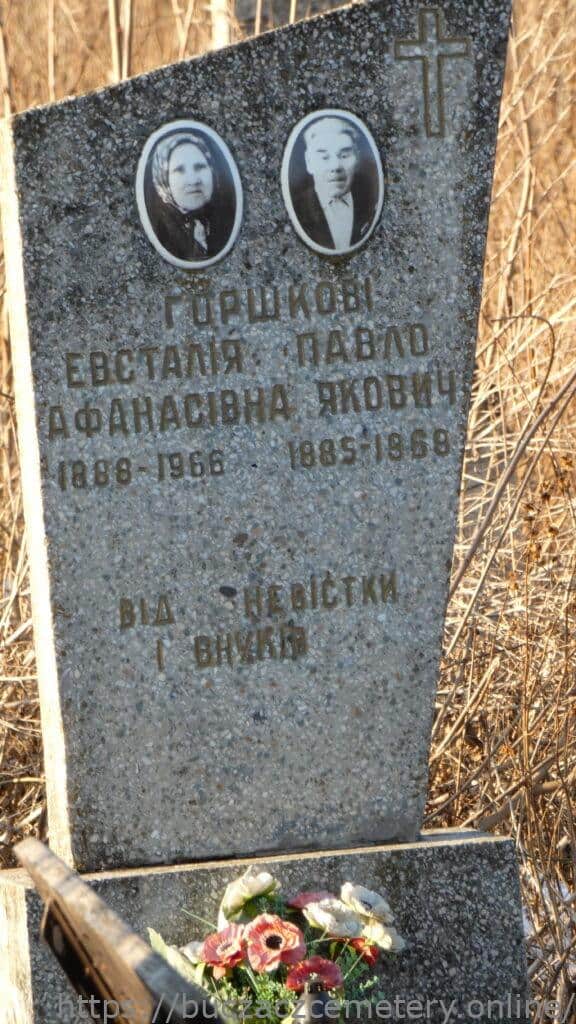 ГОРШКОВІ
ЕВСТАЛІЯ ПАВЛО
АФАНАСІВНА ЯКОВИЧ
1888-1966 1885-1968
ВІД НЕВІСТКИ
І ВНУКІВ
https://buczaczcemetery.online/